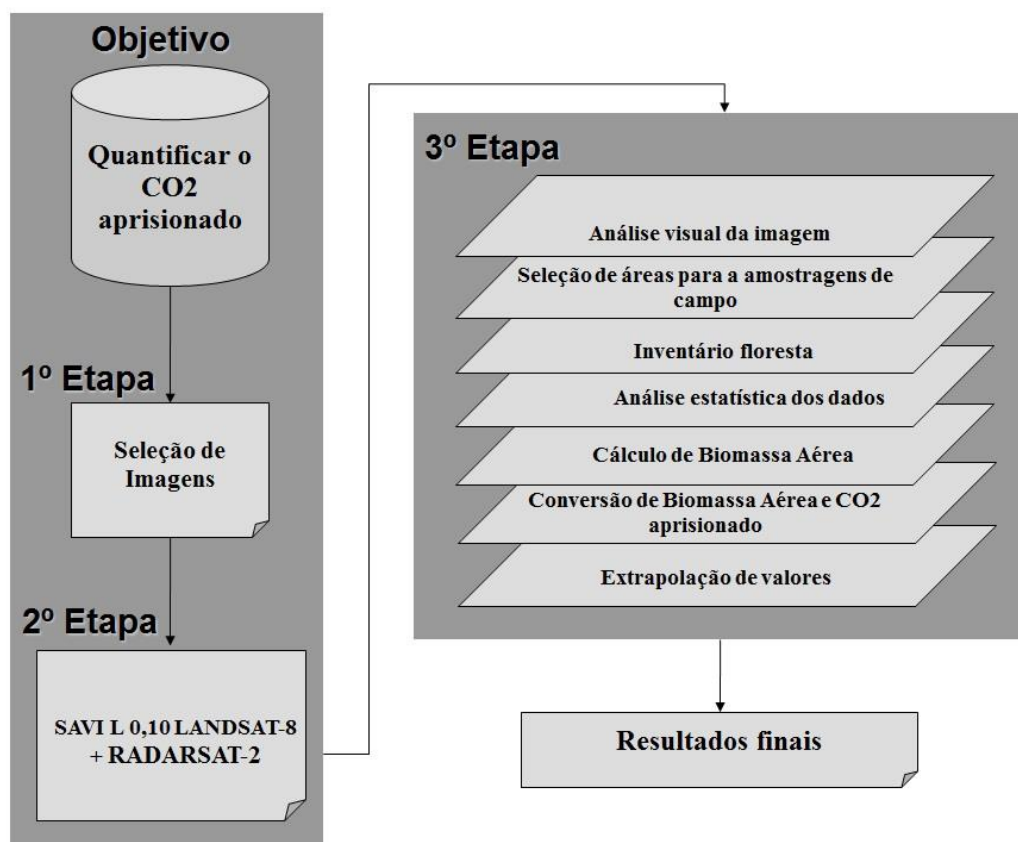 Objetivo
Quantificar o
CO2
aprisionado
1º Etapa
Seleção de
Imagens
2º Etapa
SAVI L 0,10 LANDSAT-8
+ RADARSAT-2
3º Etapa
Análise visual da imagem
Seleção de áreas para a amostragens de
campo
Inventário floresta
Análise estatística dos dados
Cálculo de Biomassa Aérea
Conversão de Biomassa Aérea e CO2
aprisionado
Extrapolação de valores
Resultados finais